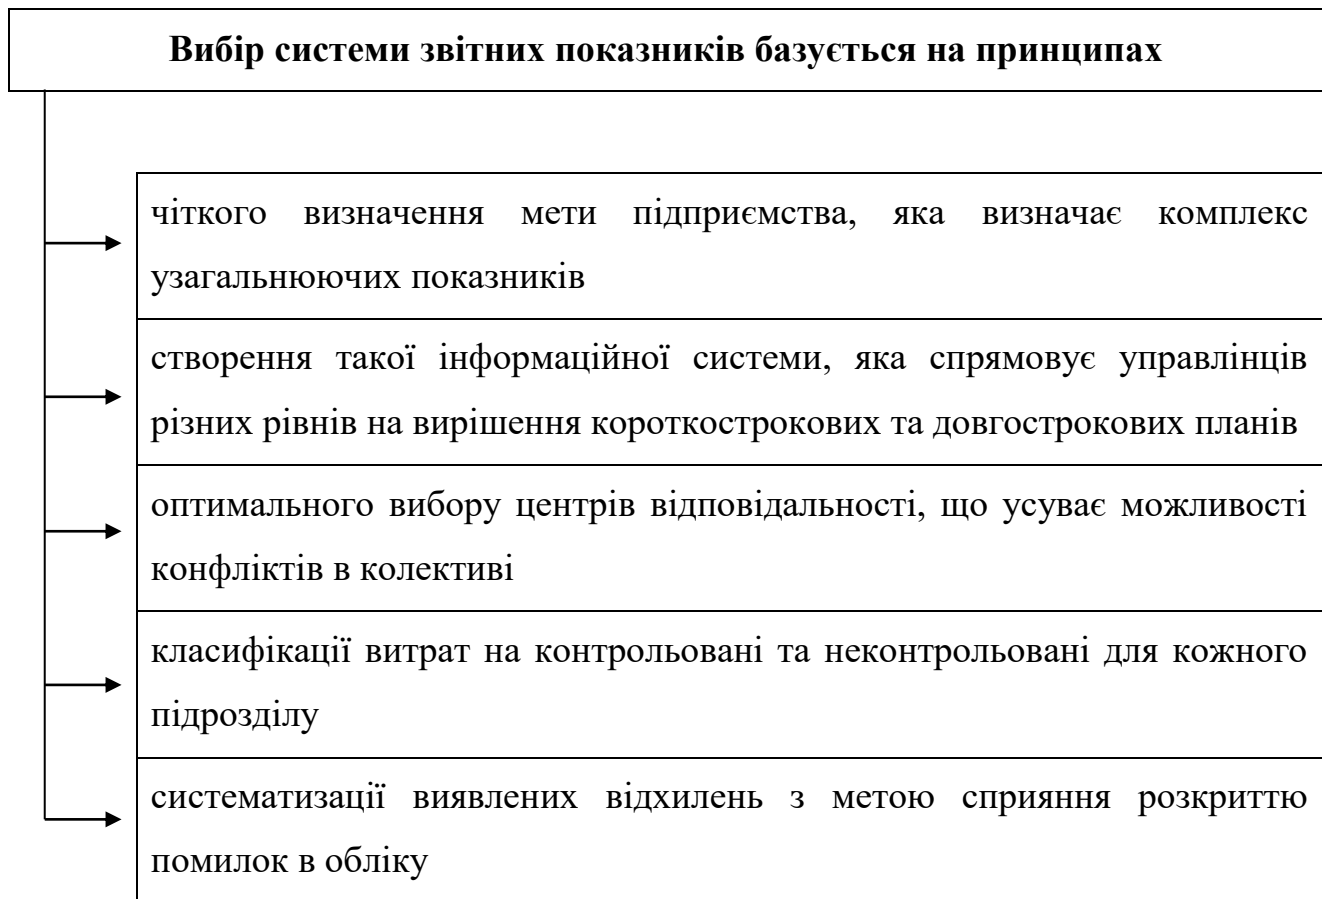 Вибір системи звітних показників базується на принципах
чіткого визначення мети підприємства, яка визначає комплекс
узагальнюючих показників
створення такої інформаційної системи, яка спрямовує управлінців
різних рівнів на вирішення короткострокових та довгострокових планів
оптимального вибору центрів відповідальності, що усуває можливості
конфліктів в колективі
класифікації витрат на контрольовані та неконтрольовані для кожного
підрозділу
систематизації виявлених відхилень з метою сприяння розкриттю
помилок в обліку